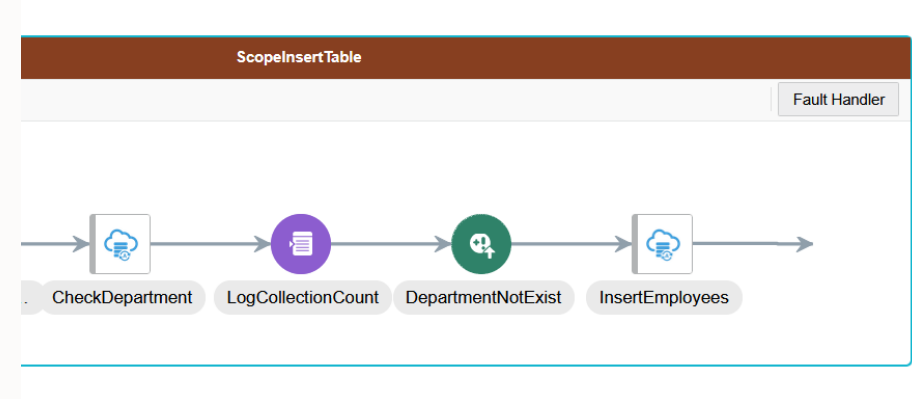 ScopeInsertTable
Fault Handler
. CheckDepartment LogCollectionCount DepartmentNotExist InsertEmployees